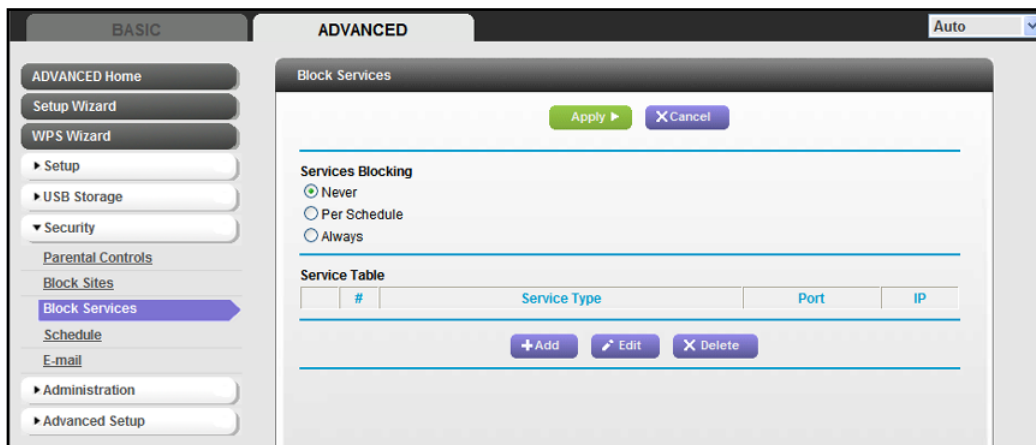 BASIC
ADVANCED
Auto
ADVANCED Home
Setup Wizard
WPS Wizard
Setup
USB Storage
Security
Parental Controls
Block Sites
Block Services
Schedule
E-mail
Administration
Advanced Setup
Block Services
Apply
Cancel
Services Blocking
Never
Per Schedule
Always
Service Table
# Service Type Port IP
Add Edit Delete